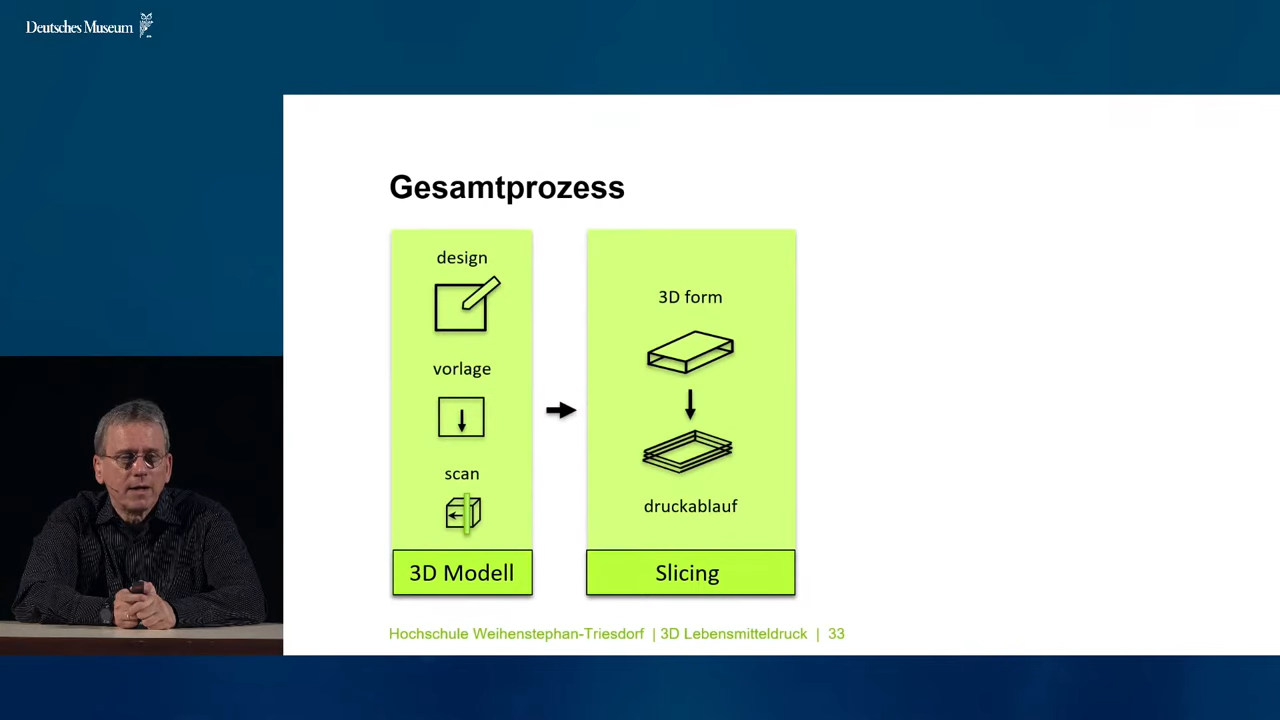 Deutsches Museum
Gesamtprozess
design
vorlage
scan
3D Modell
3D form
druckablauf
Slicing
Hochschule Weihenstephan-Triesdorf | 3D Lebensmitteldruck | 33